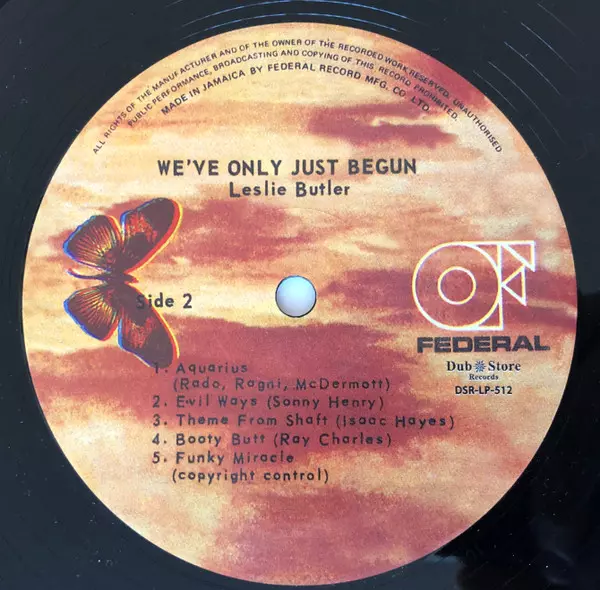 ALL RIGHTS OF THE MANUFACTURER AND OF THE OWNER OF THE RECORDED WORK RESERVED. UNAUTHORISED
PUBLIC PERFORMANCE, BROADCASTING AND COPYING OF THIS RECORD PROHIBITED.
MADE IN JAMAICA BY FEDERAL RECORD MFG. CO. LTD.
WE'VE ONLY JUST BEGUN
Leslie Butler
Side 2
FEDERAL
Dub Store
Records
DSR-LP-512
1. Aquarius
(Rado, Ragni, McDermott)
2. Evil Ways (Sonny Henry)
3. Theme From Shaft (Isaac Hayes)
4. Booty Butt (Ray Charles)
5. Funky Miracle
(copyright control)